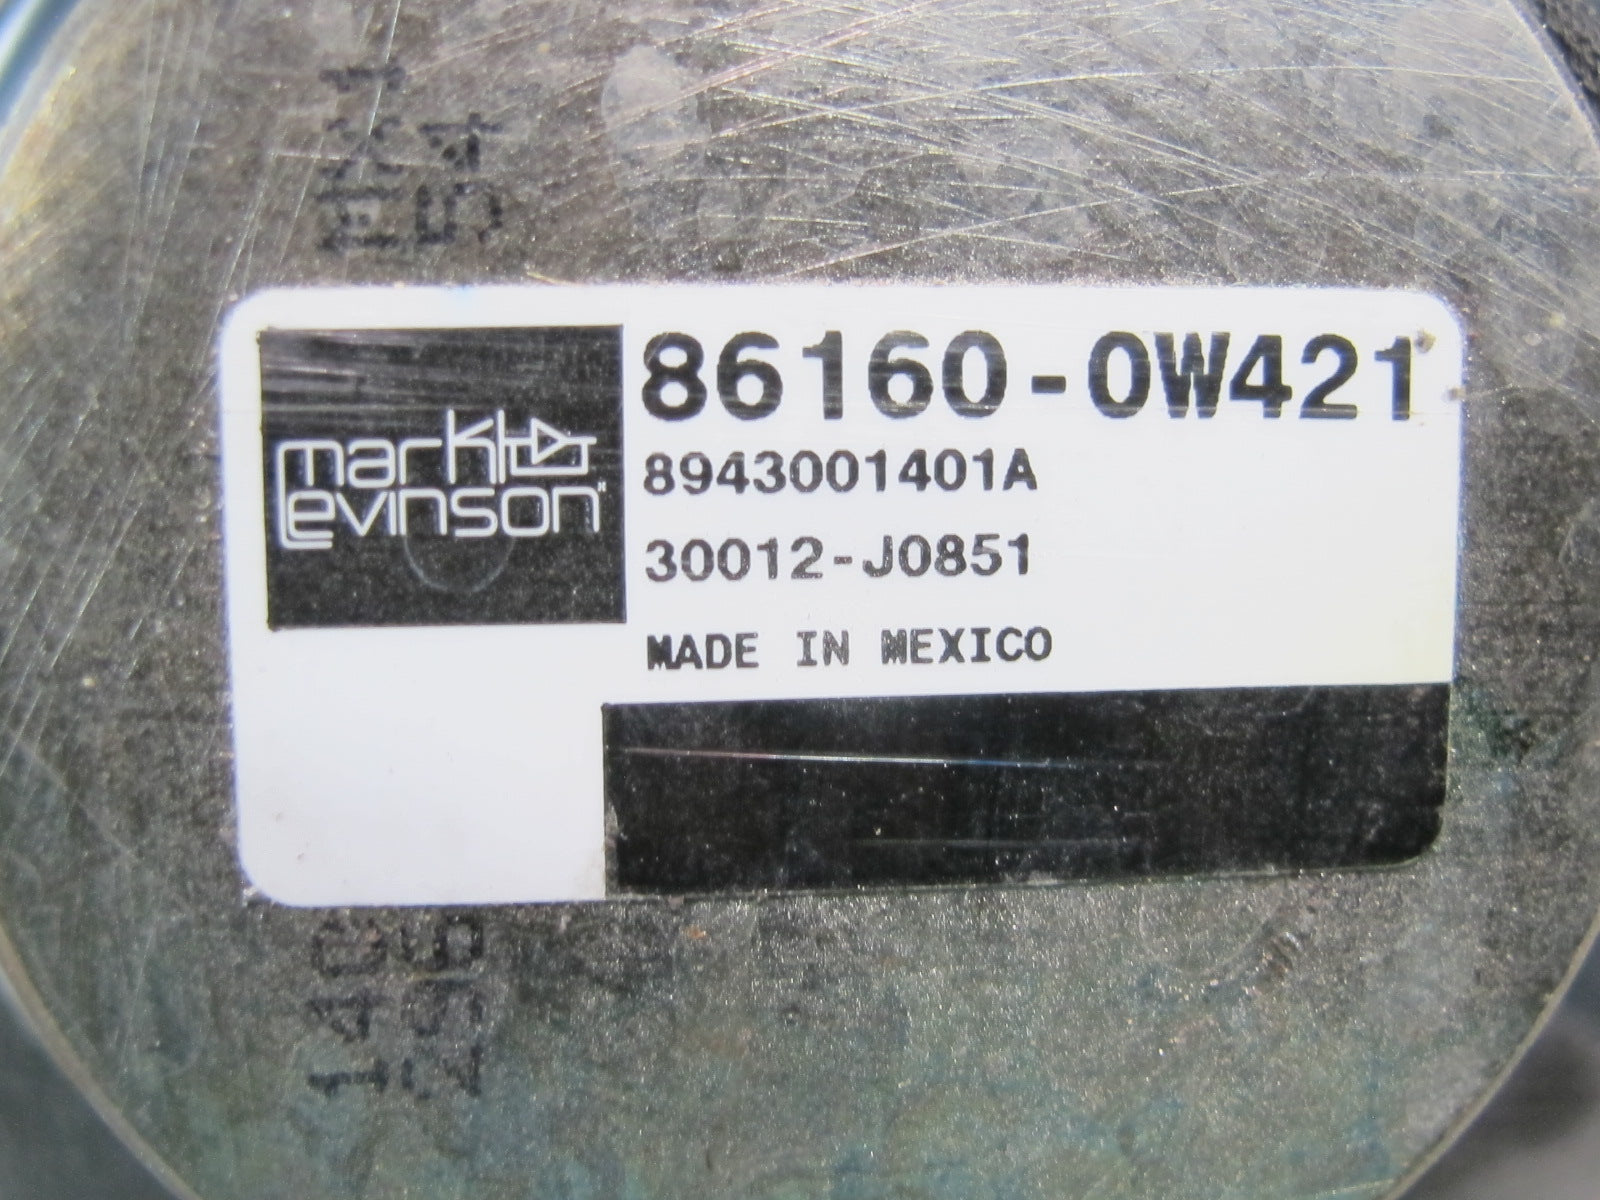 mark
Levinson
86160-0W421
8943001401A
30012-J0851
MADE IN MEXICO